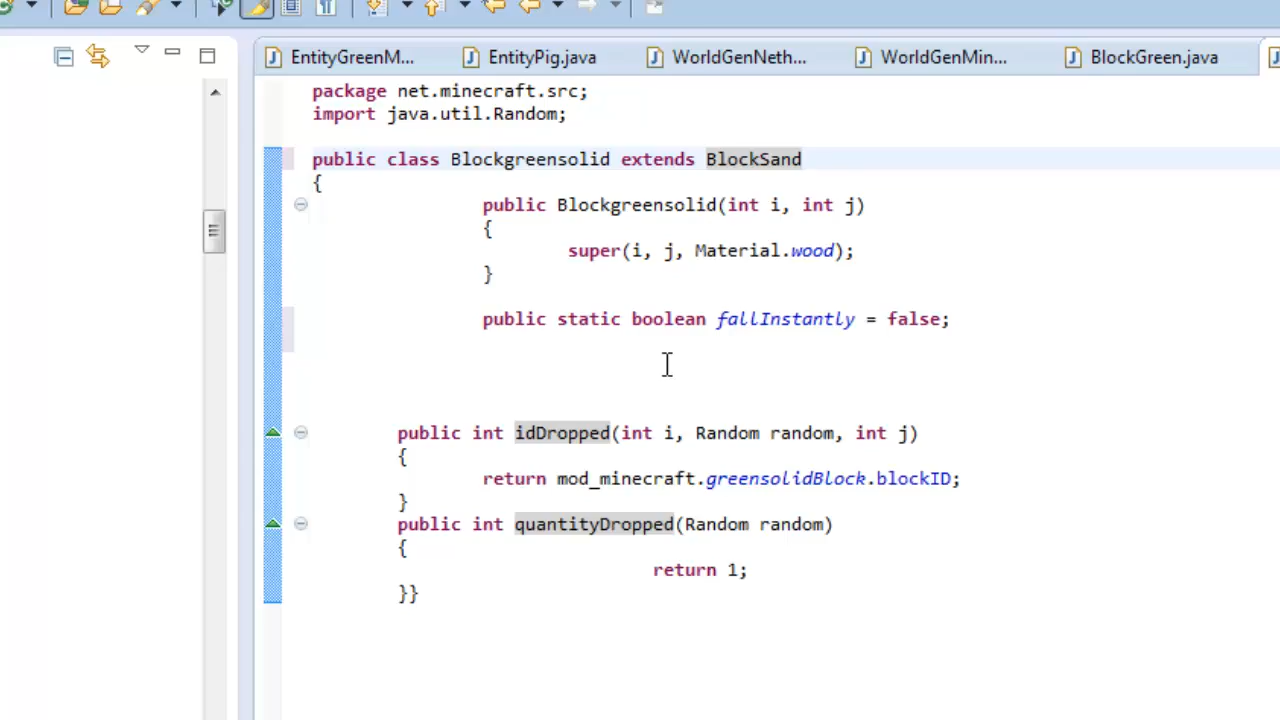 EntityGreenM... EntityPig.java WorldGenNeth... WorldGenMin... BlockGreen.java
package net.minecraft.src;
import java.util.Random;
public class Blockgreensolid extends BlockSand
{
public Blockgreensolid(int i, int j)
{
super(i, j, Material.wood);
}
public static boolean fallInstantly = false;
public int idDropped(int i, Random random, int j)
{
return mod_minecraft.greensolidBlock.blockID;
}
public int quantityDropped(Random random)
{
return 1;
}}